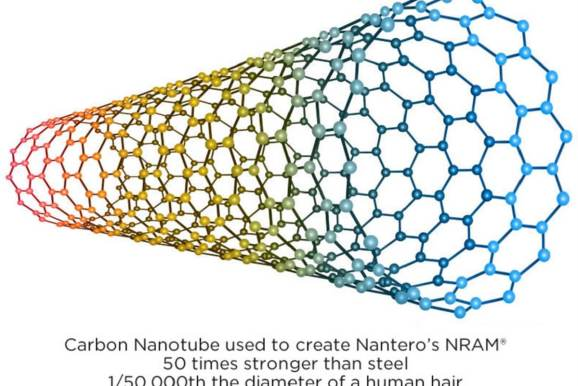 Carbon Nanotube used to create Nantero's NRAM®
50 times stronger than steel
1/50,000th the diameter of a human hair